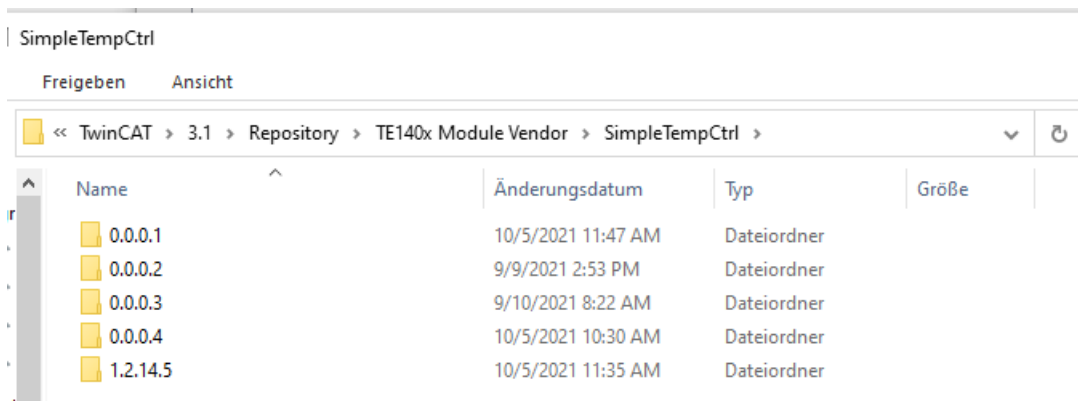 SimpleTempCtrl
Freigeben Ansicht
« TwinCAT > 3.1 > Repository > TE140x Module Vendor > SimpleTempCtrl >
Name Änderungsdatum Typ Größe
0.0.0.1 10/5/2021 11:47 AM Dateiordner
0.0.0.2 9/9/2021 2:53 PM Dateiordner
0.0.0.3 9/10/2021 8:22 AM Dateiordner
0.0.0.4 10/5/2021 10:30 AM Dateiordner
1.2.14.5 10/5/2021 11:35 AM Dateiordner